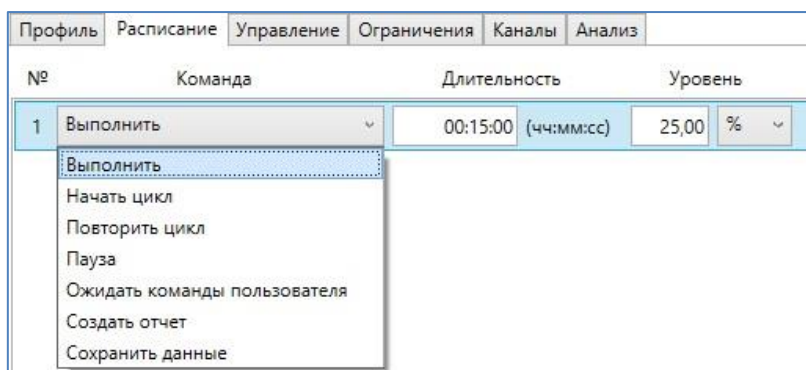 Профиль Расписание Управление Ограничения Каналы Анализ
№ Команда Длительность Уровень
1 Выполнить 00:15:00 (чч:мм:сс) 25,00 %
Выполнить
Начать цикл
Повторить цикл
Пауза
Ожидать команды пользователя
Создать отчет
Сохранить данные